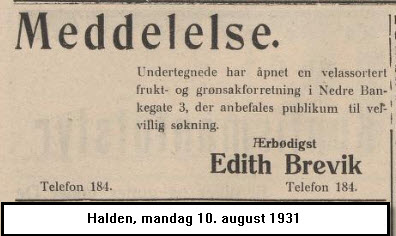 Meddelelse.
Undertegnede har åpnet en velassortert
frukt- og grønsakforretning i Nedre Ban-
kegate 3, der anbefales publikum til vel-
villig søkning.
Ærbødigst
Edith Brevik
Telefon 184. Telefon 184.
Halden, mandag 10. august 1931